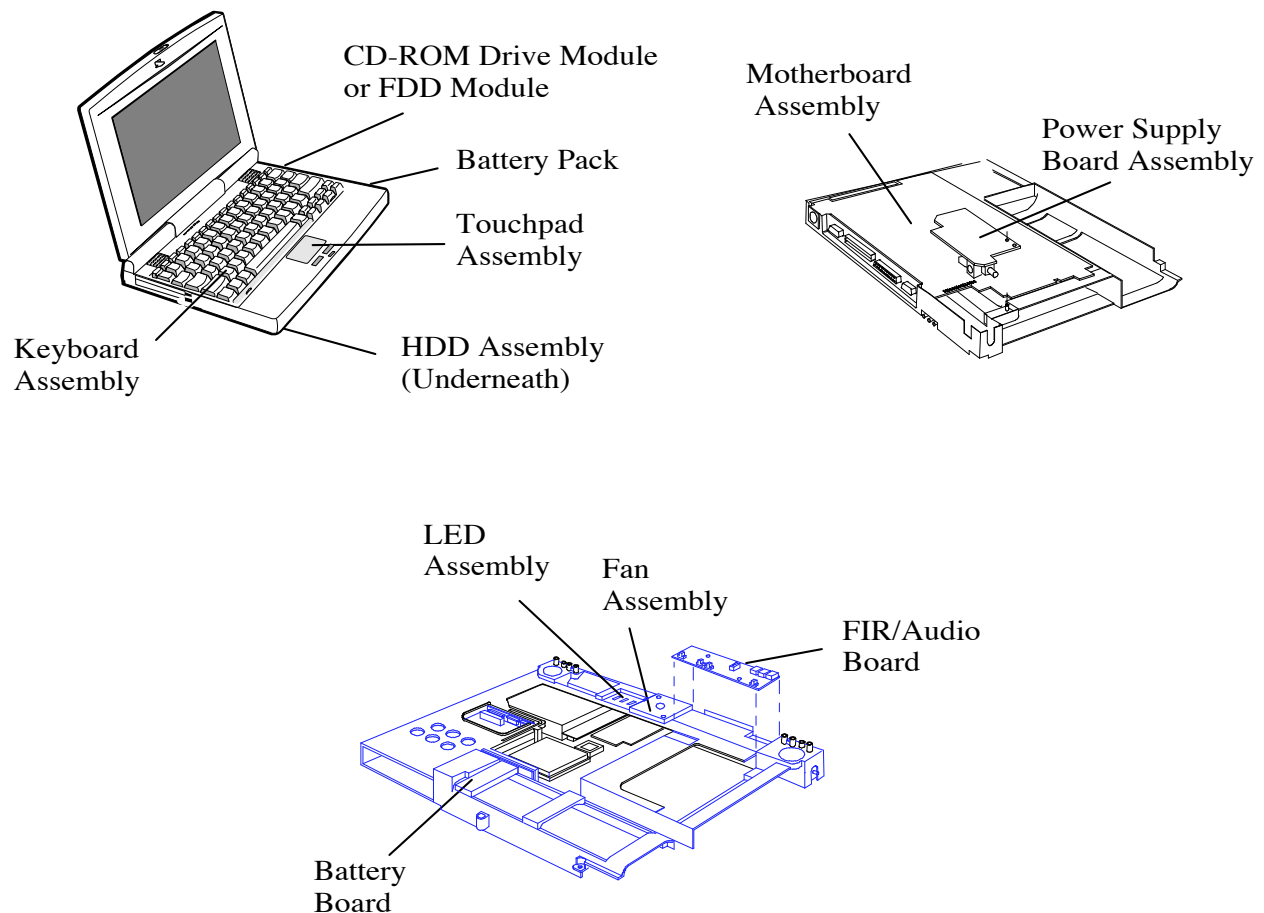 CD-ROM Drive Module
or FDD Module
Battery Pack
Touchpad
Assembly
Keyboard
Assembly
HDD Assembly
(Underneath)
Motherboard
Assembly
Power Supply
Board Assembly
LED
Assembly
Fan
Assembly
FIR/Audio
Board
Battery
Board